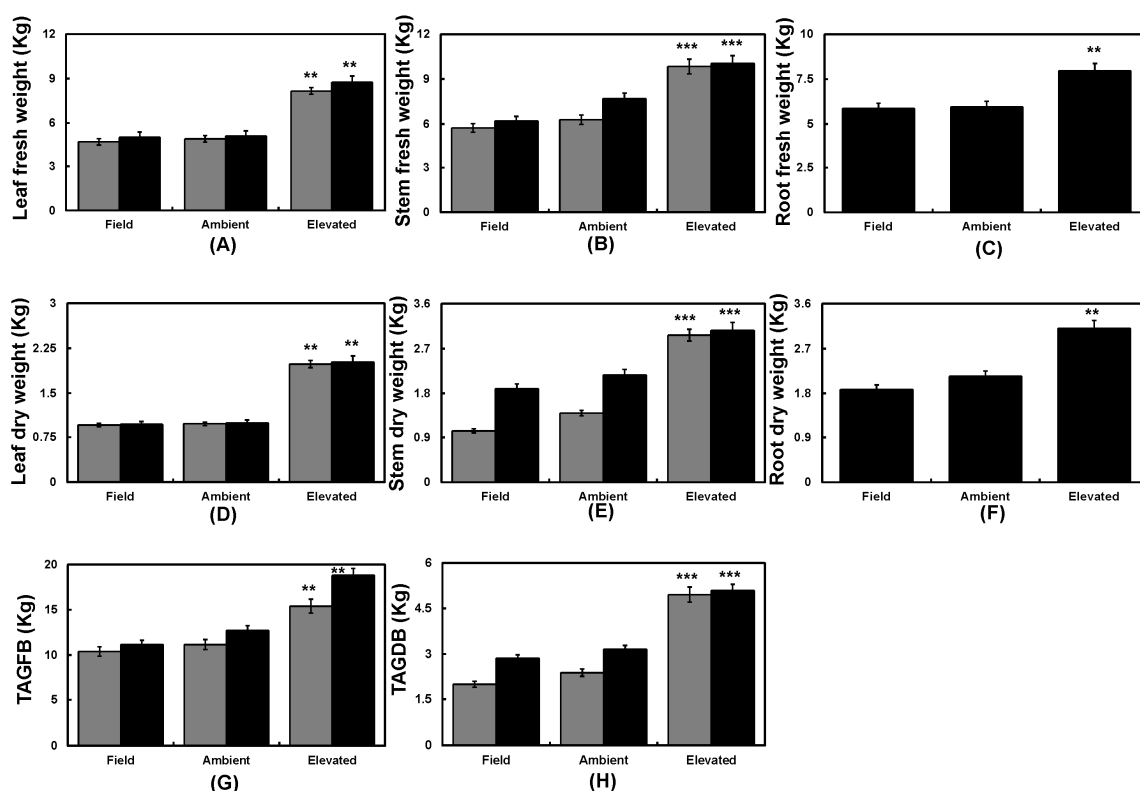 Leaf fresh weight (Kg)
12
9
6
3
0
** **
Field Ambient Elevated
(A)
Stem fresh weight (Kg)
12
9
6
3
0
*** ***
Field Ambient Elevated
(B)
Root fresh weight (Kg)
10
7.5
5
2.5
0
**
Field Ambient Elevated
(C)
Leaf dry weight (Kg)
3
2.25
1.5
0.75
0
** **
Field Ambient Elevated
(D)
Stem dry weight (Kg)
3.6
2.7
1.8
0.9
0
*** ***
Field Ambient Elevated
(E)
Root dry weight (Kg)
3.6
2.7
1.8
0.9
0
**
Field Ambient Elevated
(F)
TAGFB (Kg)
20
15
10
5
0
** **
Field Ambient Elevated
(G)
TAGDB (Kg)
6
4.5
3
1.5
0
*** ***
Field Ambient Elevated
(H)